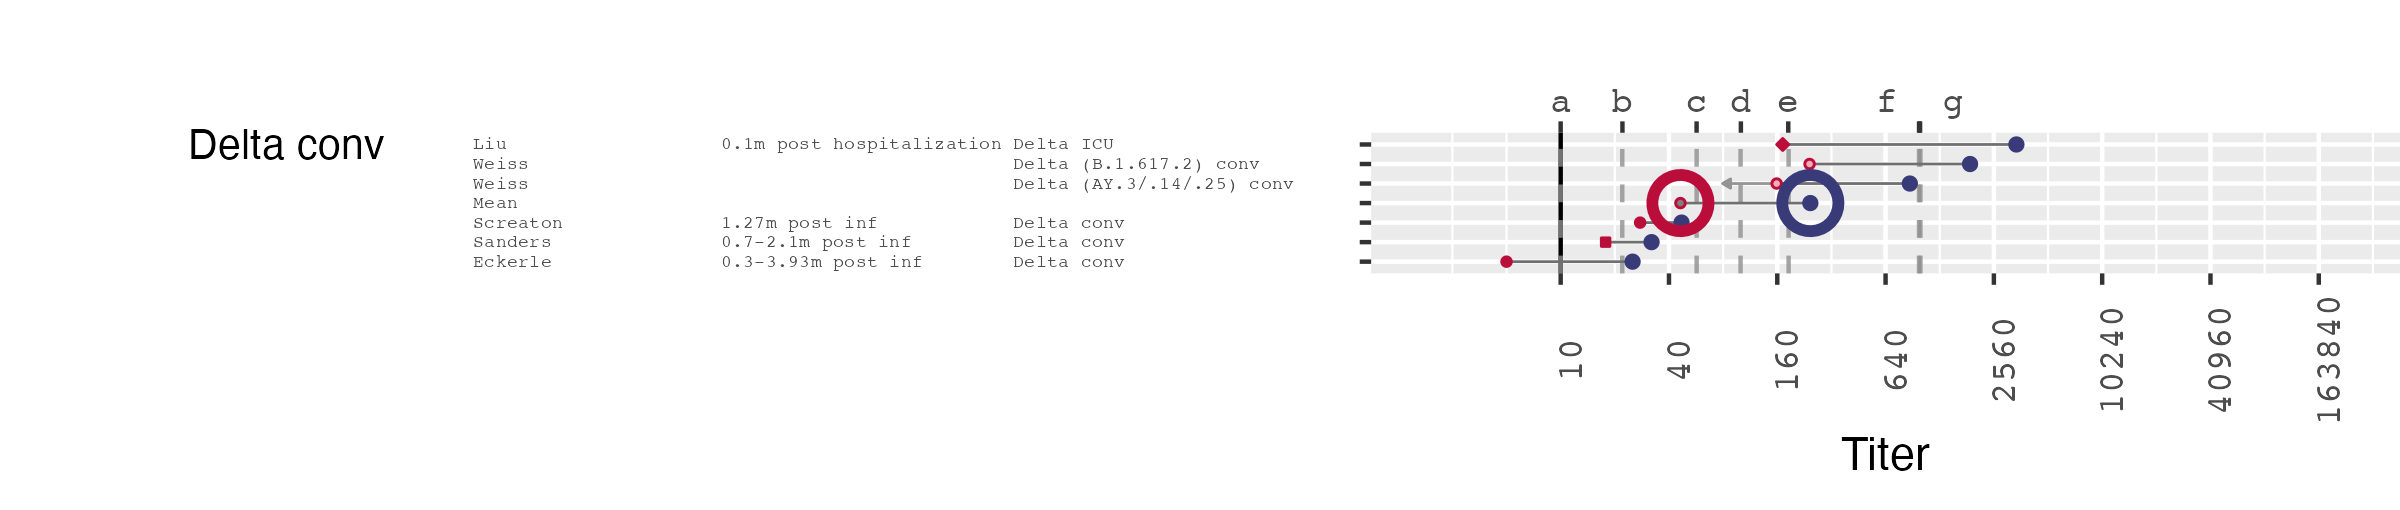 a b c d e f g
Delta conv
Liu 0.1m post hospitalization Delta ICU
Weiss Delta (B.1.617.2) conv
Weiss Delta (AY.3/.14/.25) conv
Mean
Screaton 1.27m post inf Delta conv
Sanders 0.7-2.1m post inf Delta conv
Eckerle 0.3-3.93m post inf Delta conv
10 40 160 640 2560 10240 40960 163840
Titer